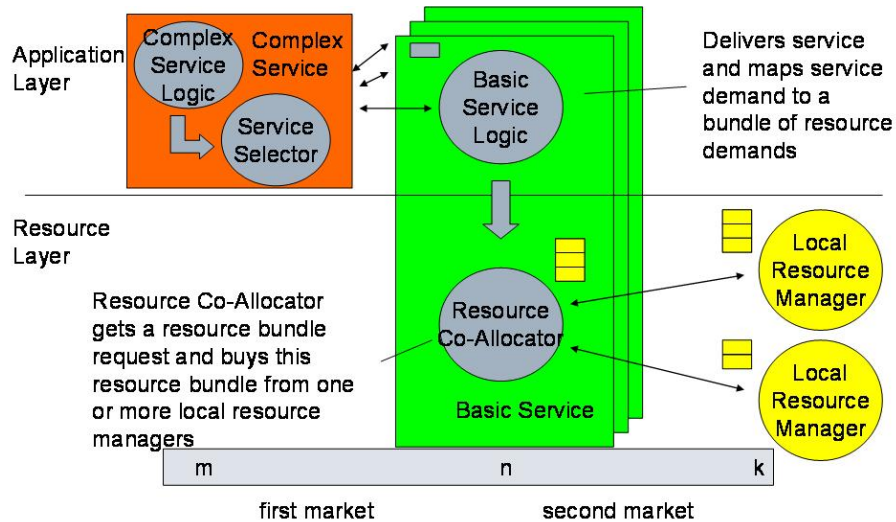 Application
Layer
Complex
Service
Logic
Complex
Service
Service
Selector
Basic
Service
Logic
Delivers service
and maps service
demand to a
bundle of resource
demands
Resource
Layer
Resource Co-Allocator
gets a resource bundle
request and buys this
resource bundle from one
or more local resource
managers
Resource
Co-Allocator
Basic Service
Local
Resource
Manager
Local
Resource
Manager
m
n
k
first market
second market